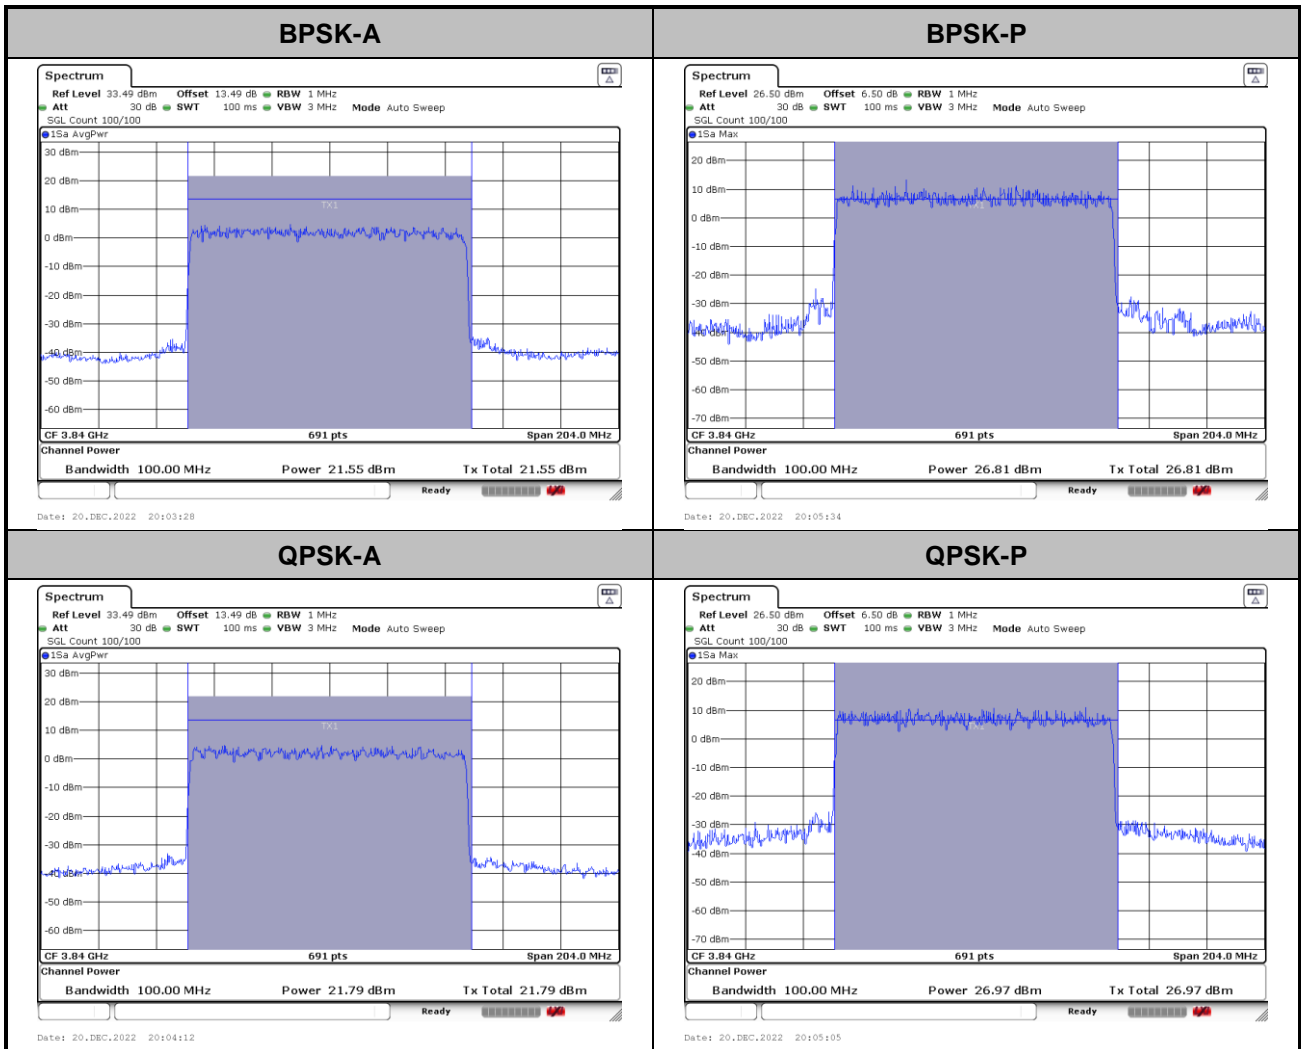 BPSK-A
BPSK-P
Spectrum
Ref Level 33.49 dBm Offset 13.49 dB RBW 1 MHz
Att 30 dB SWT 100 ms VBW 3 MHz Mode Auto Sweep
SGL Count 100/100
1Sa AvgPwr
30 dBm
20 dBm
10 dBm
TX1
0 dBm
-10 dBm
-20 dBm
-30 dBm
-40 dBm
-50 dBm
-60 dBm
CF 3.84 GHz 691 pts Span 204.0 MHz
Channel Power
Bandwidth 100.00 MHz Power 21.55 dBm Tx Total 21.55 dBm
Ready
Date: 20.DEC.2022 20:03:28
Spectrum
Ref Level 26.50 dBm Offset 6.50 dB RBW 1 MHz
Att 30 dB SWT 100 ms VBW 3 MHz Mode Auto Sweep
SGL Count 100/100
1Sa Max
20 dBm
10 dBm
TX1
0 dBm
-10 dBm
-20 dBm
-30 dBm
-40 dBm
-50 dBm
-60 dBm
-70 dBm
CF 3.84 GHz 691 pts Span 204.0 MHz
Channel Power
Bandwidth 100.00 MHz Power 26.81 dBm Tx Total 26.81 dBm
Ready
Date: 20.DEC.2022 20:05:34
QPSK-A
QPSK-P
Spectrum
Ref Level 33.49 dBm Offset 13.49 dB RBW 1 MHz
Att 30 dB SWT 100 ms VBW 3 MHz Mode Auto Sweep
SGL Count 100/100
1Sa AvgPwr
30 dBm
20 dBm
10 dBm
TX1
0 dBm
-10 dBm
-20 dBm
-30 dBm
-40 dBm
-50 dBm
-60 dBm
CF 3.84 GHz 691 pts Span 204.0 MHz
Channel Power
Bandwidth 100.00 MHz Power 21.79 dBm Tx Total 21.79 dBm
Ready
Date: 20.DEC.2022 20:04:12
Spectrum
Ref Level 26.50 dBm Offset 6.50 dB RBW 1 MHz
Att 30 dB SWT 100 ms VBW 3 MHz Mode Auto Sweep
SGL Count 100/100
1Sa Max
20 dBm
10 dBm
TX1
0 dBm
-10 dBm
-20 dBm
-30 dBm
-40 dBm
-50 dBm
-60 dBm
-70 dBm
CF 3.84 GHz 691 pts Span 204.0 MHz
Channel Power
Bandwidth 100.00 MHz Power 26.97 dBm Tx Total 26.97 dBm
Ready
Date: 20.DEC.2022 20:05:05